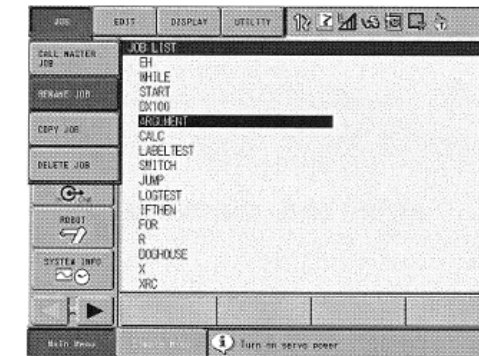 JOB EDIT DISPLAY UTILITY
CALL MASTER JOB
RENAME JOB
COPY JOB
DELETE JOB
ROBOT
SYSTEM INFO
JOB LIST
EH
WHILE
START
DX100
ARGUMENT
CALC
LABELTEST
SWITCH
JUMP
LOGTEST
IFTHEN
FOR
R
DOGHOUSE
X
XRC
Main Menu
Turn on servo power